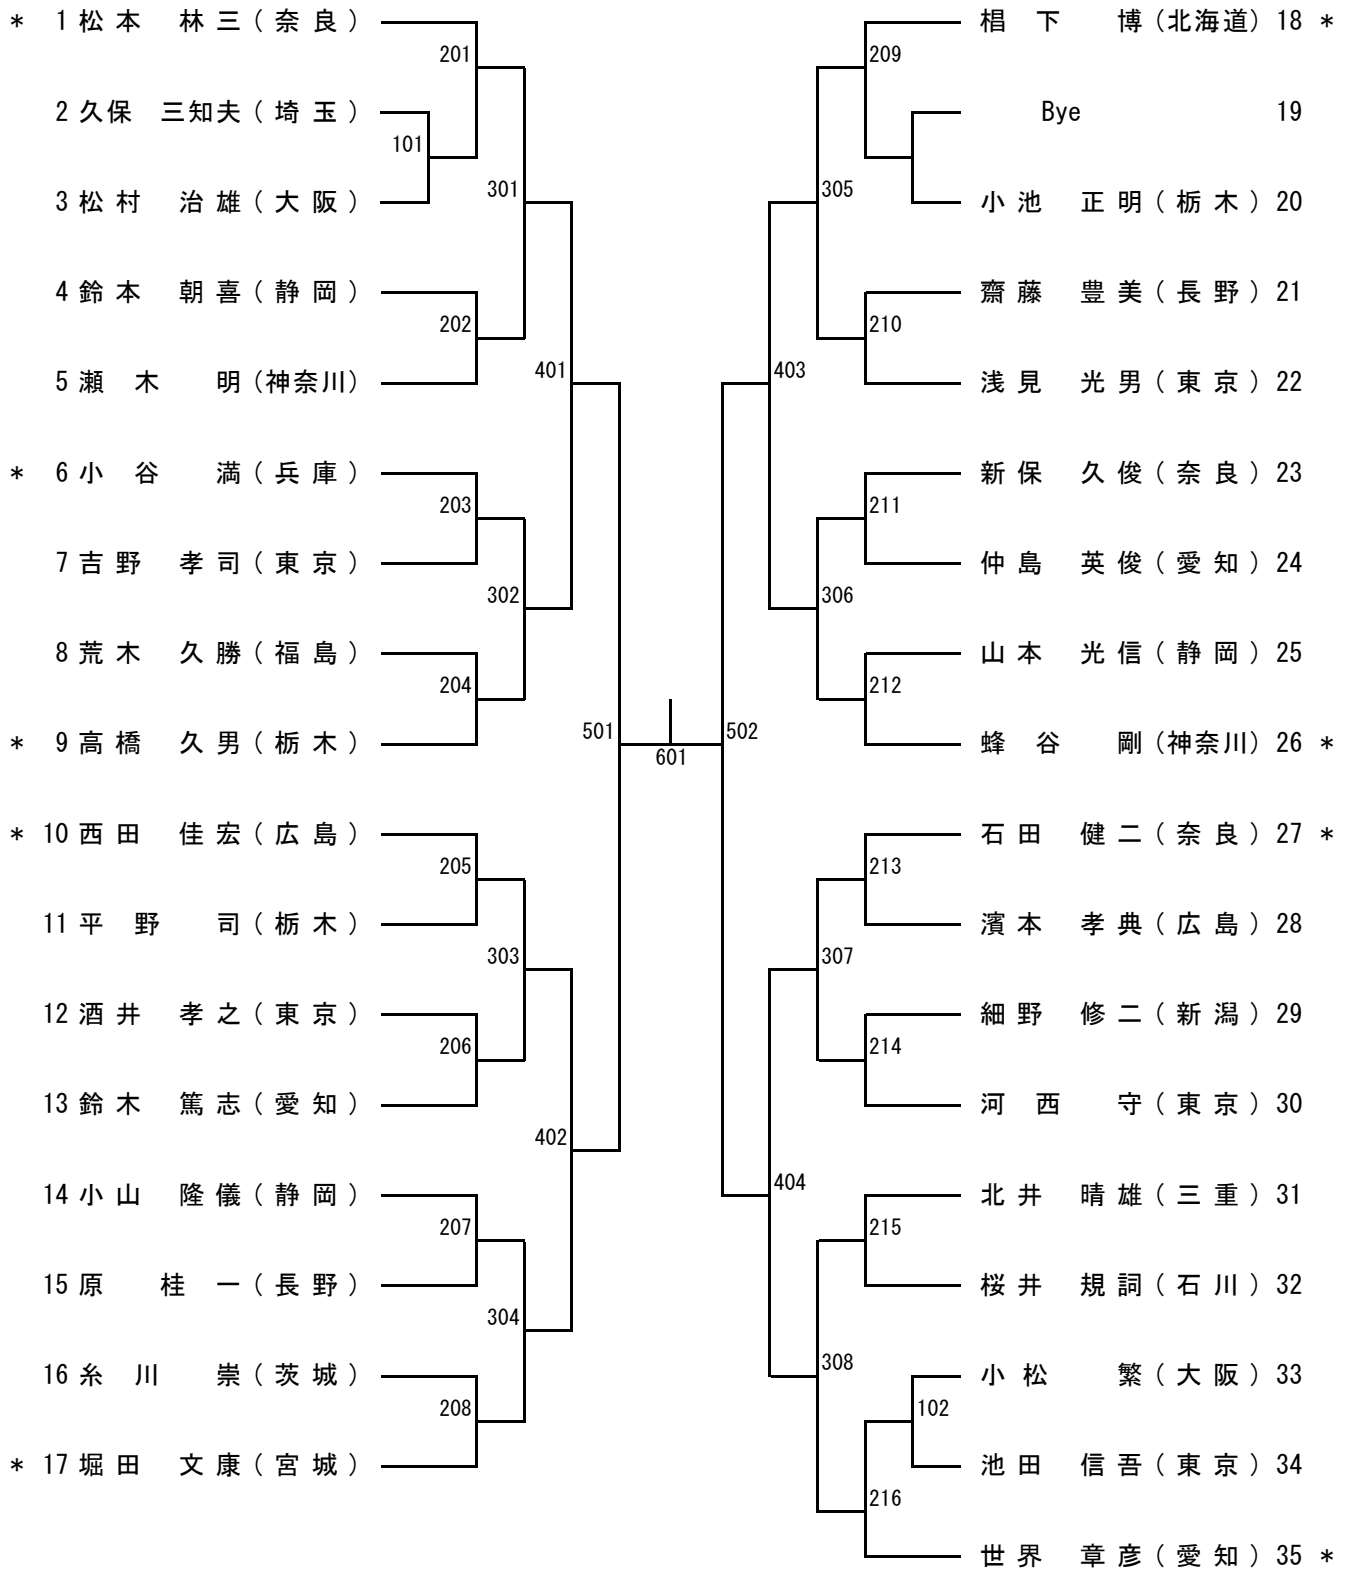 * 1 松本 林三 (奈良)
201
2 久保 三知夫 (埼玉)
101
3 松村 治雄 (大阪)
301
4 鈴本 朝喜 (静岡)
202
5 瀬木 明 (神奈川)
401
* 6 小谷 満 (兵庫)
203
7 吉野 孝司 (東京)
302
8 荒木 久勝 (福島)
204
* 9 高橋 久男 (栃木)
501
601
* 10 西田 佳宏 (広島)
205
11 平野 司 (栃木)
303
12 酒井 孝之 (東京)
206
13 鈴木 篤志 (愛知)
402
14 小山 隆儀 (静岡)
207
15 原 桂一 (長野)
304
16 糸川 崇 (茨城)
208
* 17 堀田 文康 (宮城)
椙下 博 (北海道) 18 *
209
Bye 19
305
小池 正明 (栃木) 20
齋藤 豊美 (長野) 21
210
浅見 光男 (東京) 22
403
新保 久俊 (奈良) 23
211
仲島 英俊 (愛知) 24
306
山本 光信 (静岡) 25
212
蜂谷 剛 (神奈川) 26 *
502
石田 健二 (奈良) 27 *
213
濱本 孝典 (広島) 28
307
細野 修二 (新潟) 29
214
河西 守 (東京) 30
404
北井 晴雄 (三重) 31
215
桜井 規詞 (石川) 32
308
小松 繁 (大阪) 33
102
池田 信吾 (東京) 34
216
世界 章彦 (愛知) 35 *